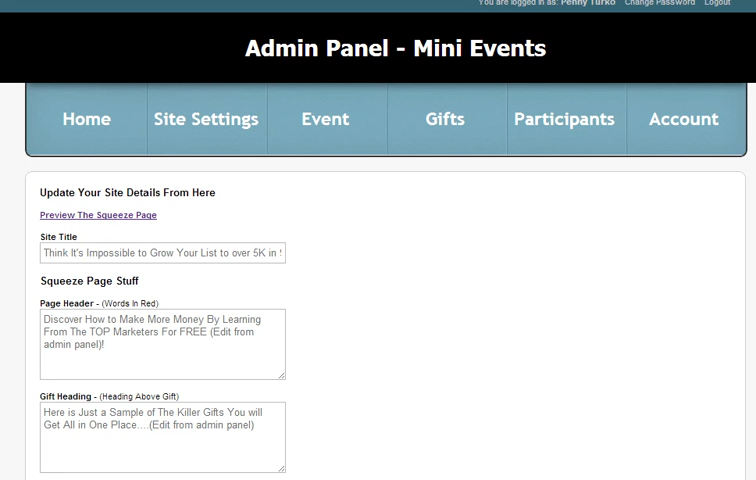 You are logged in as: Penny Turko Change Password Logout
Admin Panel - Mini Events
Home Site Settings Event Gifts Participants Account
Update Your Site Details From Here
Preview The Squeeze Page
Site Title
Think It's Impossible to Grow Your List to over 5K in
Squeeze Page Stuff
Page Header - (Words In Red)
Discover How to Make More Money By Learning
From The TOP Marketers For FREE (Edit from
admin panel)!
Gift Heading - (Heading Above Gift)
Here is Just a Sample of The Killer Gifts You will
Get All in One Place....(Edit from admin panel)